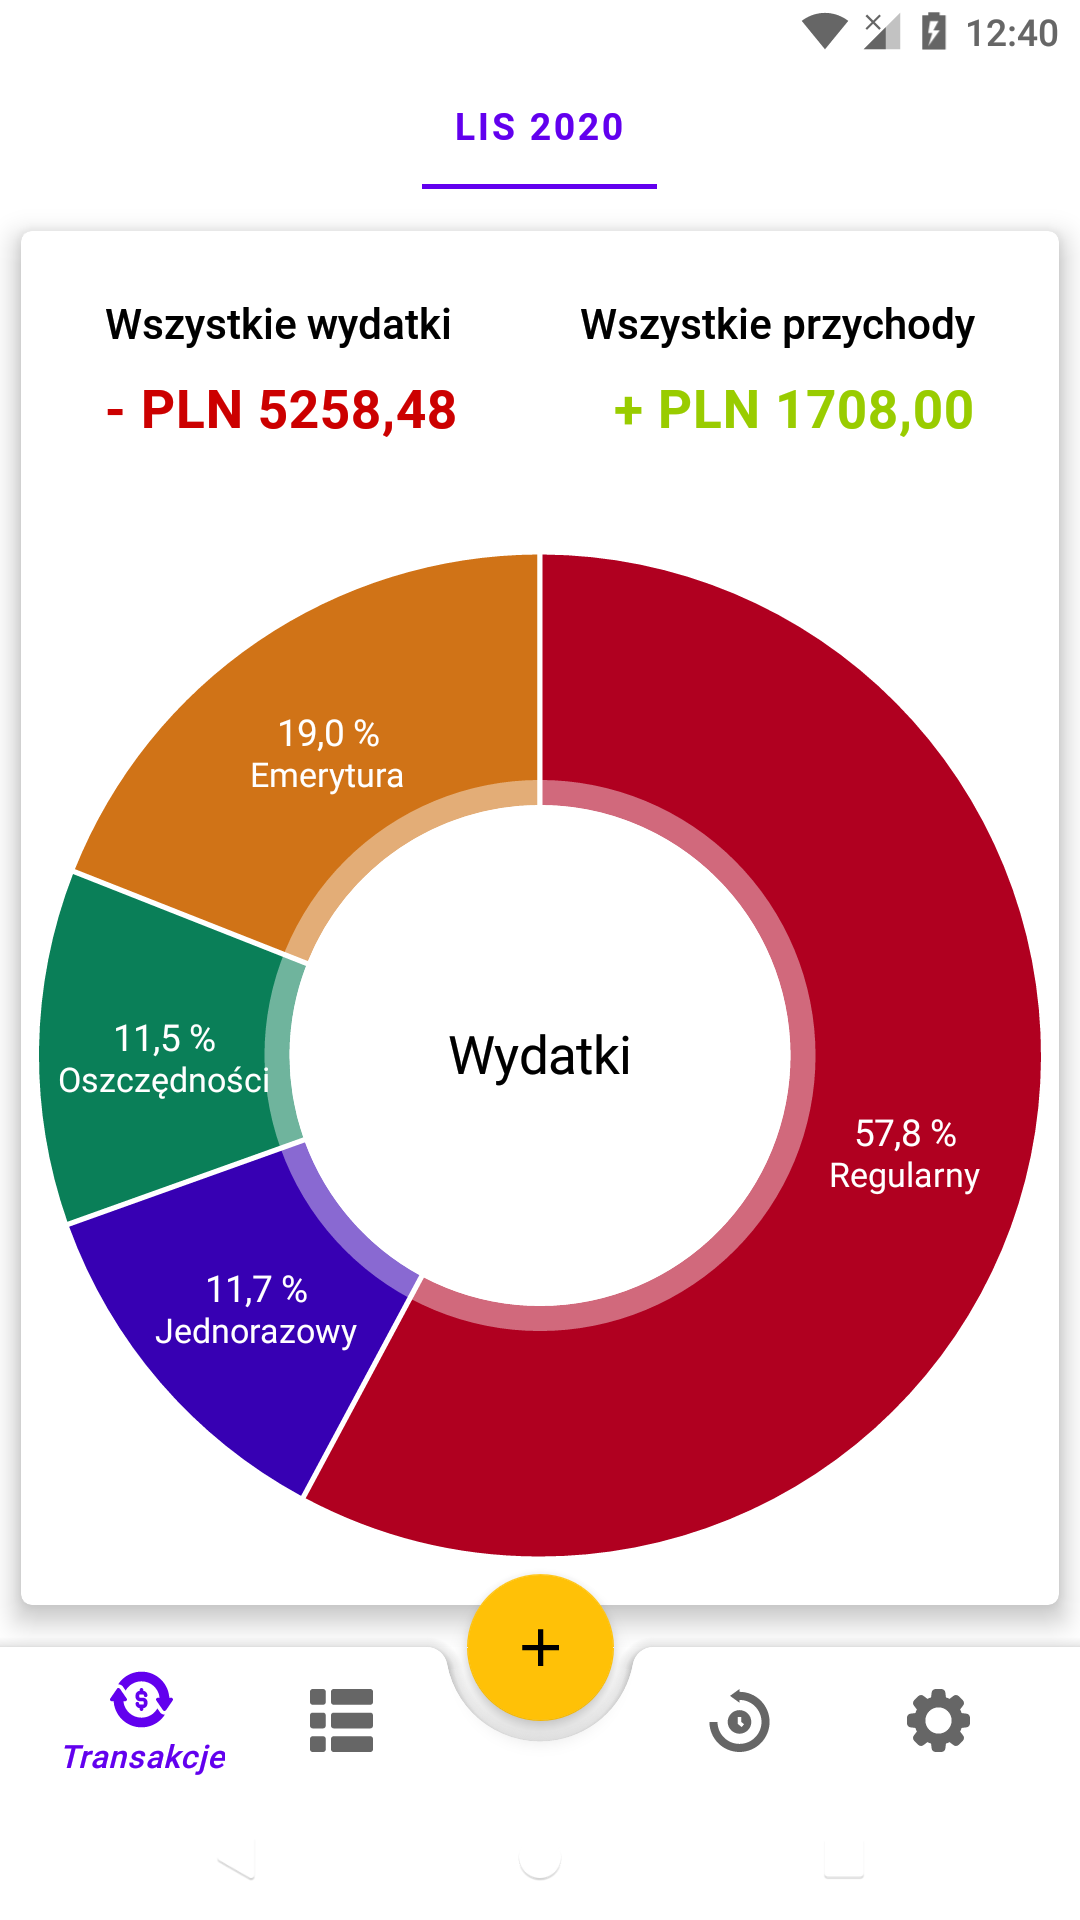 12:40
LIS 2020
Wszystkie wydatki
Wszystkie przychody
- PLN 5258,48
+ PLN 1708,00
19,0 %
Emerytura
11,5 %
Oszczędności
Wydatki
57,8 %
Regularny
11,7 %
Jednorazowy
+
$
Transakcje